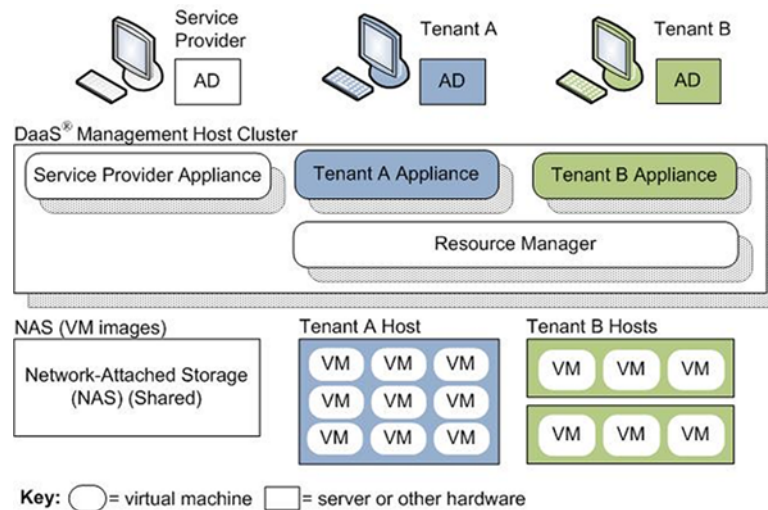 Service Provider
Tenant A
Tenant B
AD
AD
AD
DaaS® Management Host Cluster
Service Provider Appliance
Tenant A Appliance
Tenant B Appliance
Resource Manager
NAS (VM images)
Tenant A Host
Tenant B Hosts
Network-Attached Storage
(NAS) (Shared)
VM VM VM
VM VM VM
VM VM VM
VM VM VM
VM VM VM
Key: = virtual machine = server or other hardware